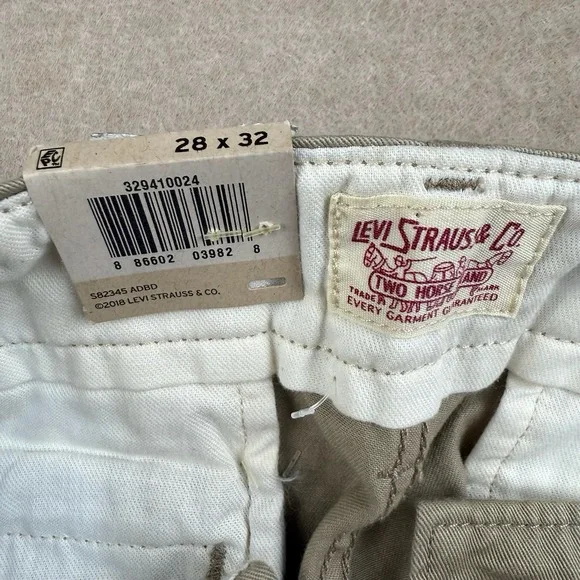 28 x 32
329410024
8 86602 03982 8
S82345 ADBD
©2018 LEVI STRAUSS & CO.
LEVI STRAUSS & CO.
TWO HORSE BRAND
TRADE MARK
EVERY GARMENT GUARANTEED